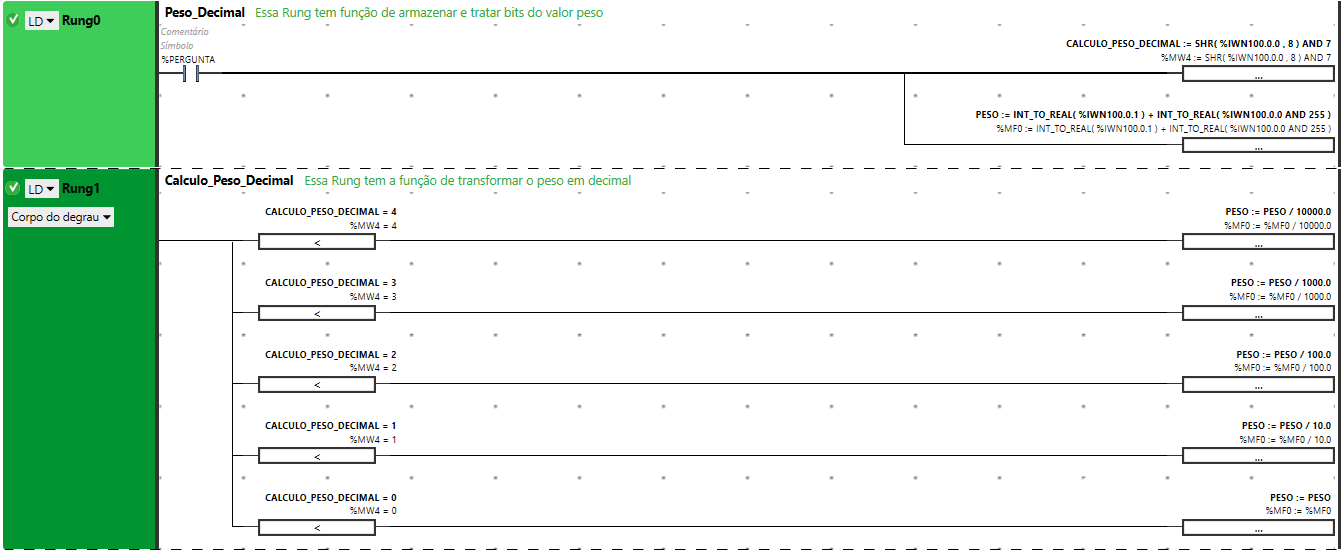 LD Rung0
Peso_Decimal Essa Rung tem função de armazenar e tratar bits do valor peso
Comentário
Símbolo
%PERGUNTA
CALCULO_PESO_DECIMAL := SHR( %IWN100.0.0 , 8 ) AND 7
%MW4 := SHR( %IWN100.0.0 , 8 ) AND 7
...
PESO := INT_TO_REAL( %IWN100.0.1 ) + INT_TO_REAL( %IWN100.0.0 AND 255 )
%MF0 := INT_TO_REAL( %IWN100.0.1 ) + INT_TO_REAL( %IWN100.0.0 AND 255 )
...
LD Rung1
Corpo do degrau
Calculo_Peso_Decimal Essa Rung tem a função de transformar o peso em decimal
CALCULO_PESO_DECIMAL = 4
%MW4 = 4
<
PESO := PESO / 10000.0
%MF0 := %MF0 / 10000.0
...
CALCULO_PESO_DECIMAL = 3
%MW4 = 3
<
PESO := PESO / 1000.0
%MF0 := %MF0 / 1000.0
...
CALCULO_PESO_DECIMAL = 2
%MW4 = 2
<
PESO := PESO / 100.0
%MF0 := %MF0 / 100.0
...
CALCULO_PESO_DECIMAL = 1
%MW4 = 1
<
PESO := PESO / 10.0
%MF0 := %MF0 / 10.0
...
CALCULO_PESO_DECIMAL = 0
%MW4 = 0
<
PESO := PESO
%MF0 := %MF0
...